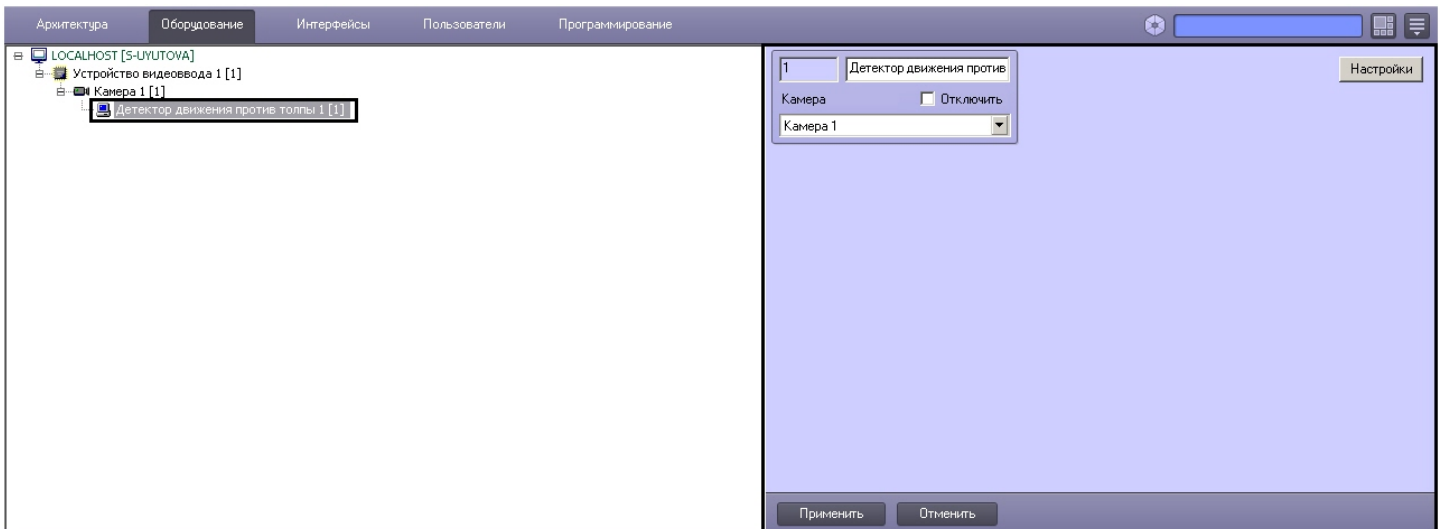 Архитектура Оборудование Интерфейсы Пользователи Программирование
LOCALHOST [S-UYUTOVA]
Устройство видеоввода 1 [1]
Камера 1 [1]
Детектор движения против толпы 1 [1]
1 Детектор движения против
Настройки
Камера Отключить
Камера 1
Применить Отменить